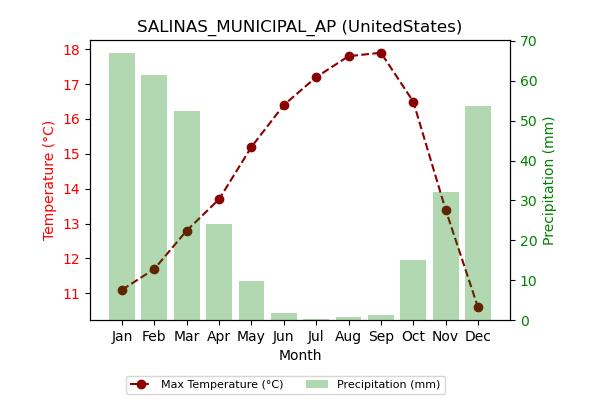 SALINAS_MUNICIPAL_AP (UnitedStates)
Temperature (°C)
18
17
16
15
14
13
12
11
70
60
50
40
30
20
10
0
Precipitation (mm)
Jan Feb Mar Apr May Jun Jul Aug Sep Oct Nov Dec
Month
Max Temperature (°C) Precipitation (mm)